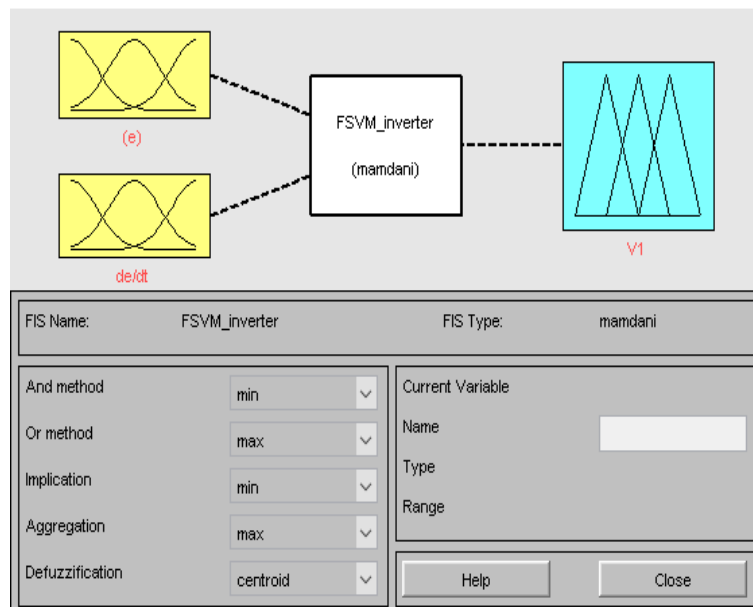 FSVM_inverter
(mamdani)
(e)
de/dt
V1
FIS Name: FSVM_inverter FIS Type: mamdani
And method min
Or method max
Implication min
Aggregation max
Defuzzification centroid
Current Variable
Name
Type
Range
Help Close